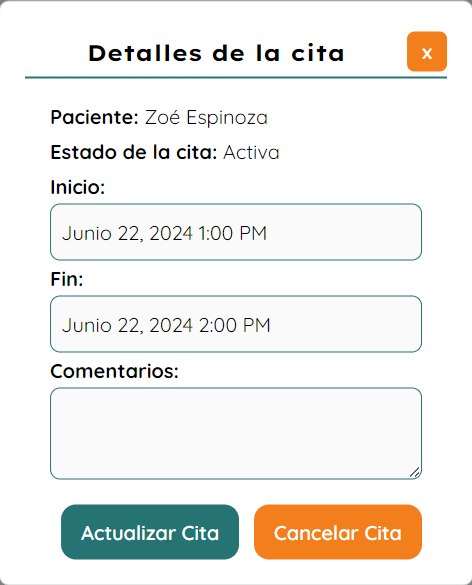 Detalles de la cita
x
Paciente: Zoé Espinoza
Estado de la cita: Activa
Inicio:
Junio 22, 2024 1:00 PM
Fin:
Junio 22, 2024 2:00 PM
Comentarios:
Actualizar Cita
Cancelar Cita